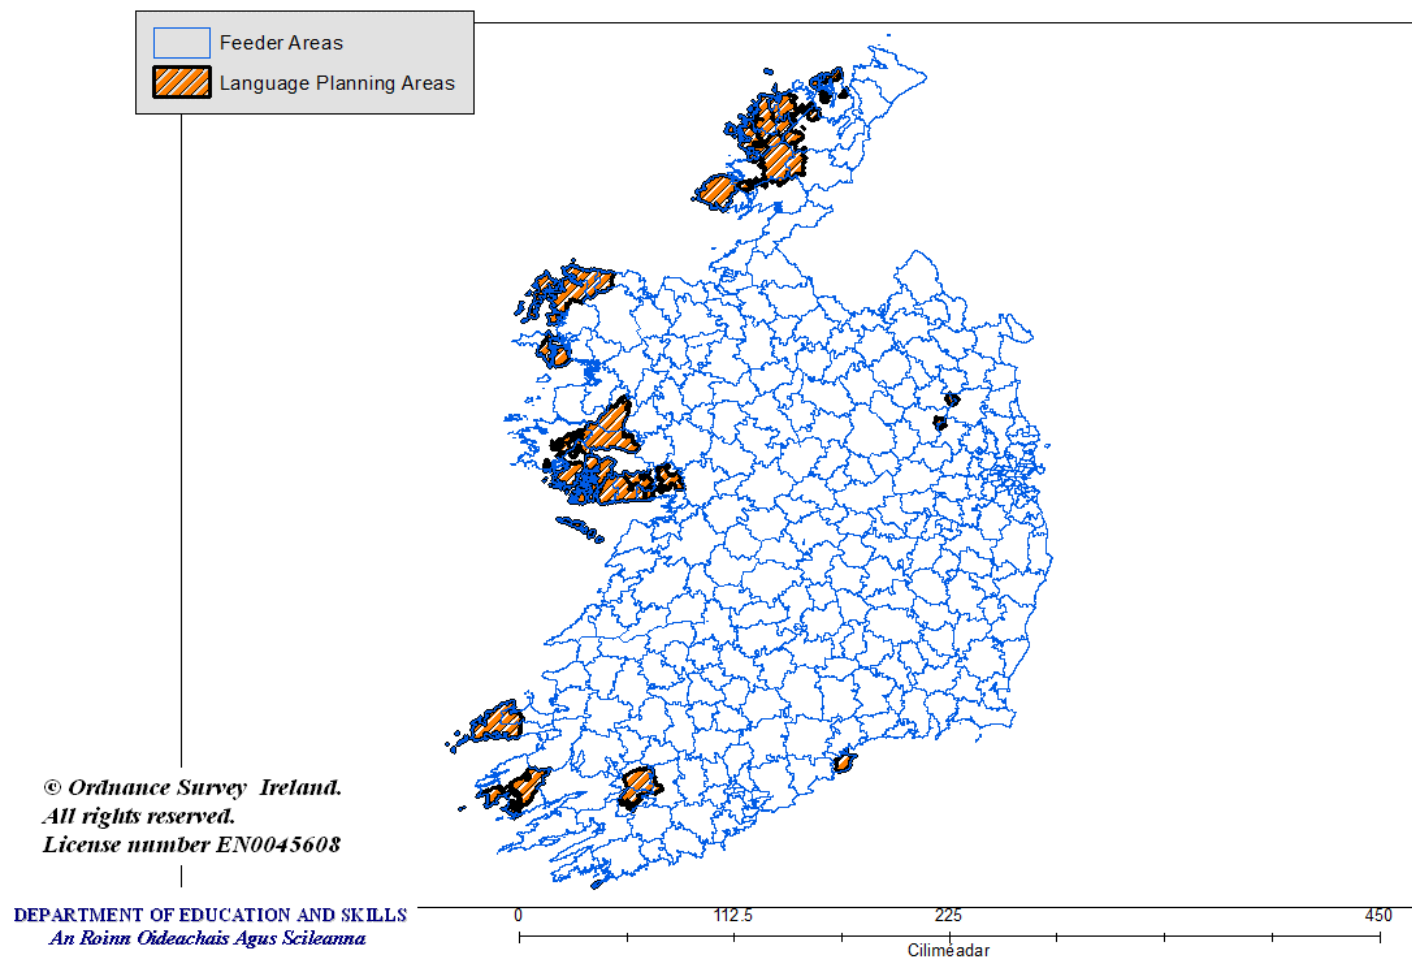 Feeder Areas
Language Planning Areas
© Ordnance Survey Ireland.
All rights reserved.
License number EN0045608
DEPARTMENT OF EDUCATION AND SKILLS
An Roinn Oideachais Agus Scileanna
0 112.5 225 450
Ciliméadar